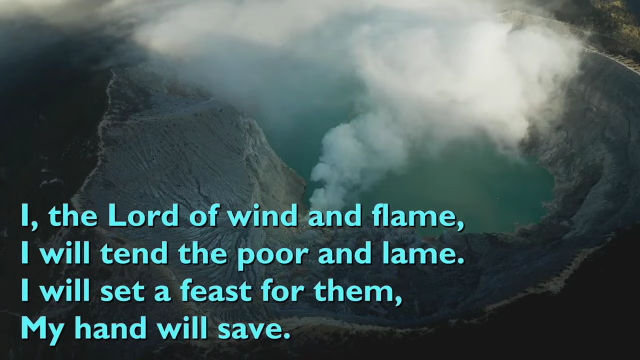 I, the Lord of wind and flame,
I will tend the poor and lame.
I will set a feast for them,
My hand will save.